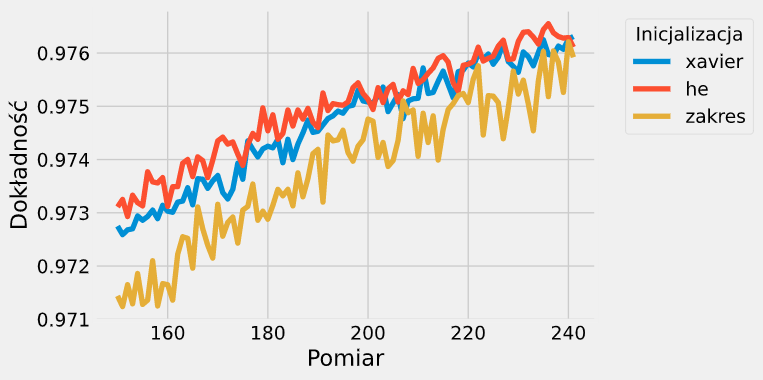 Inicjalizacja
xavier
he
zakres
Dokładność
0.976
0.975
0.974
0.973
0.972
0.971
160 180 200 220 240
Pomiar